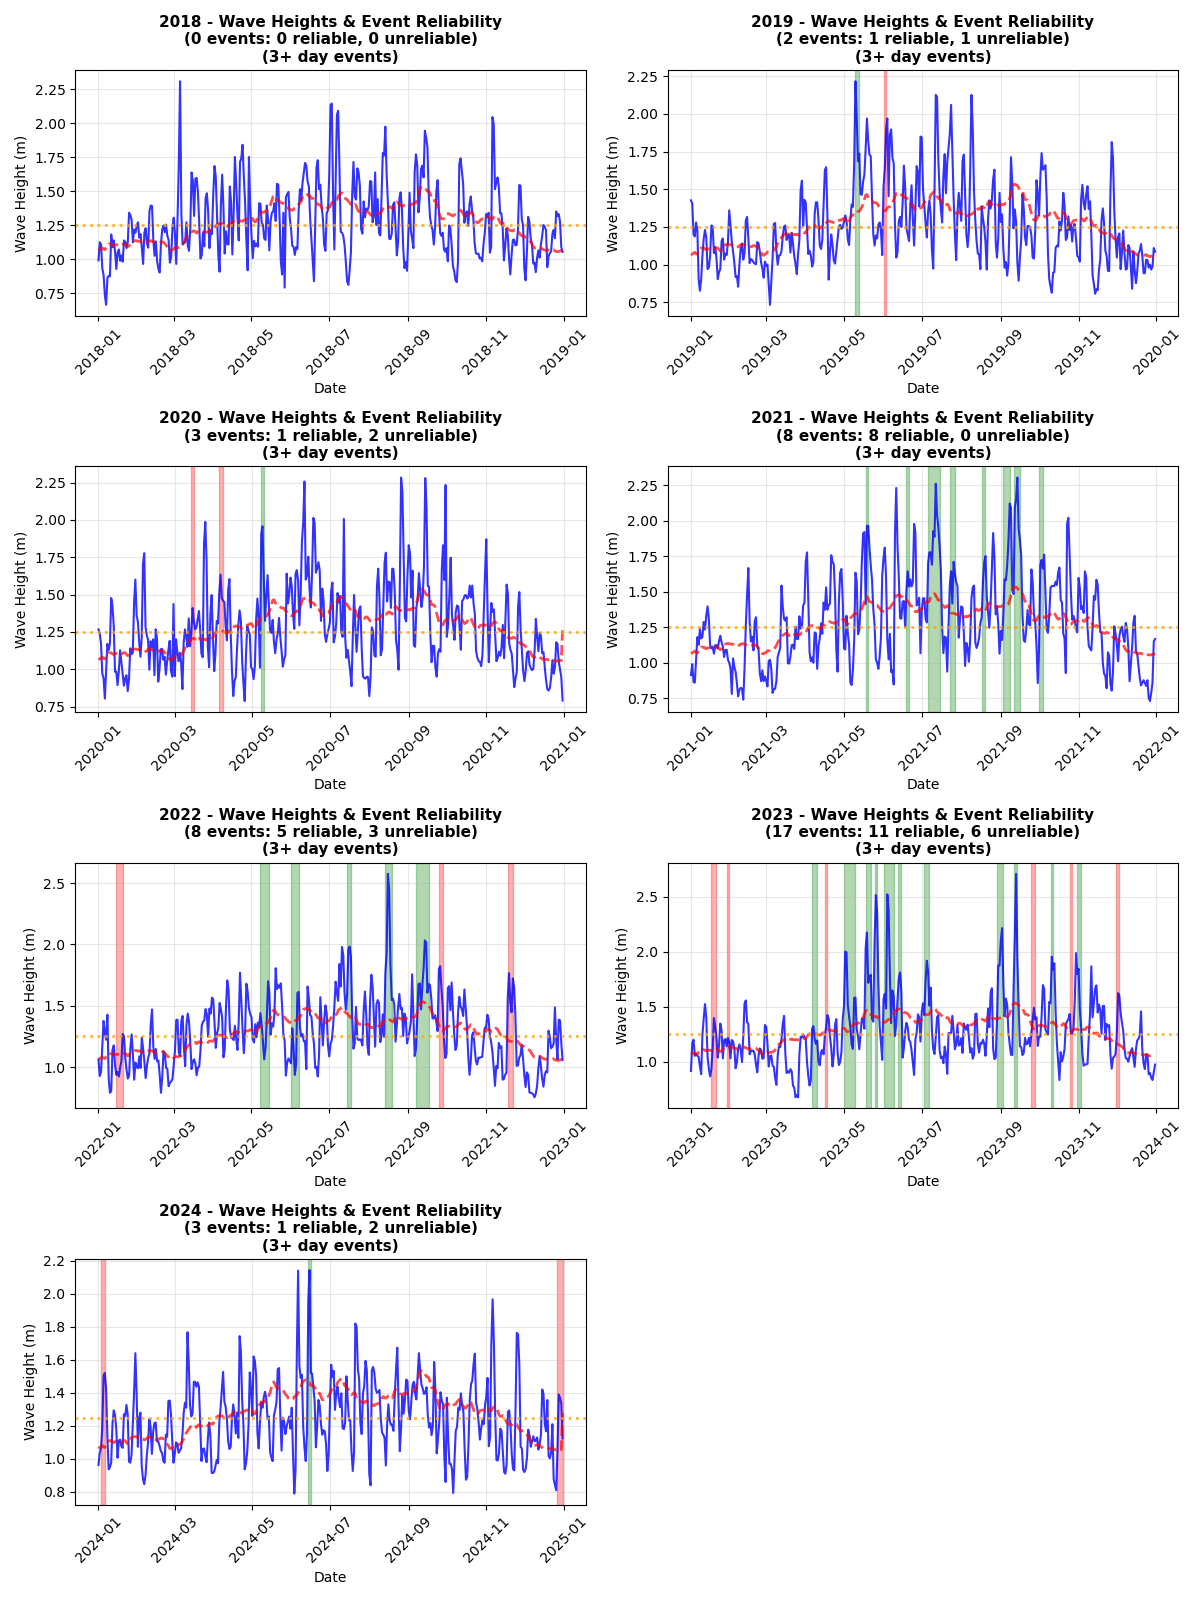 2018 - Wave Heights & Event Reliability
(0 events: 0 reliable, 0 unreliable)
(3+ day events)
Wave Height (m)
2.25
2.00
1.75
1.50
1.25
1.00
0.75
2018-01
2018-03
2018-05
2018-07
2018-09
2018-11
2019-01
Date
2019 - Wave Heights & Event Reliability
(2 events: 1 reliable, 1 unreliable)
(3+ day events)
Wave Height (m)
2.25
2.00
1.75
1.50
1.25
1.00
0.75
2019-01
2019-03
2019-05
2019-07
2019-09
2019-11
2020-01
Date
2020 - Wave Heights & Event Reliability
(3 events: 1 reliable, 2 unreliable)
(3+ day events)
Wave Height (m)
2.25
2.00
1.75
1.50
1.25
1.00
0.75
2020-01
2020-03
2020-05
2020-07
2020-09
2020-11
2021-01
Date
2021 - Wave Heights & Event Reliability
(8 events: 8 reliable, 0 unreliable)
(3+ day events)
Wave Height (m)
2.25
2.00
1.75
1.50
1.25
1.00
0.75
2021-01
2021-03
2021-05
2021-07
2021-09
2021-11
2022-01
Date
2022 - Wave Heights & Event Reliability
(8 events: 5 reliable, 3 unreliable)
(3+ day events)
Wave Height (m)
2.5
2.0
1.5
1.0
2022-01
2022-03
2022-05
2022-07
2022-09
2022-11
2023-01
Date
2023 - Wave Heights & Event Reliability
(17 events: 11 reliable, 6 unreliable)
(3+ day events)
Wave Height (m)
2.5
2.0
1.5
1.0
2023-01
2023-03
2023-05
2023-07
2023-09
2023-11
2024-01
Date
2024 - Wave Heights & Event Reliability
(3 events: 1 reliable, 2 unreliable)
(3+ day events)
Wave Height (m)
2.2
2.0
1.8
1.6
1.4
1.2
1.0
0.8
2024-01
2024-03
2024-05
2024-07
2024-09
2024-11
2025-01
Date